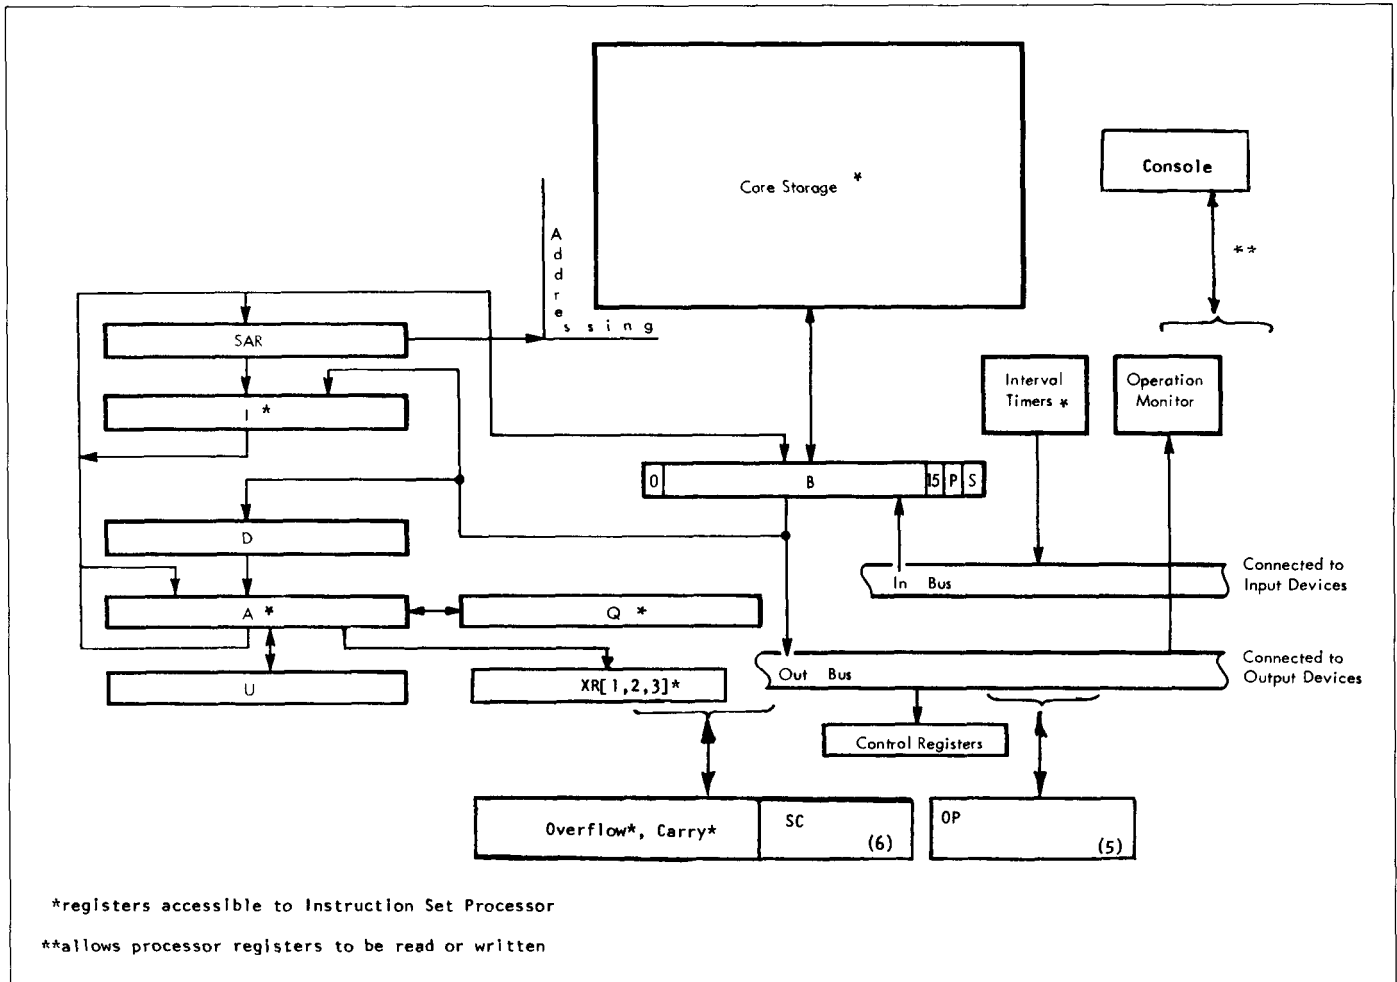 Core Storage *
Console
**
Addressing
SAR
I *
Interval
Timers *
Operation
Monitor
0 B 15 P S
D
In Bus
Connected to
Input Devices
A *
Q *
U
XR[1,2,3]*
Out Bus
Connected to
Output Devices
Control Registers
Overflow*, Carry*
SC
(6)
OP
(5)
*registers accessible to Instruction Set Processor
**allows processor registers to be read or written